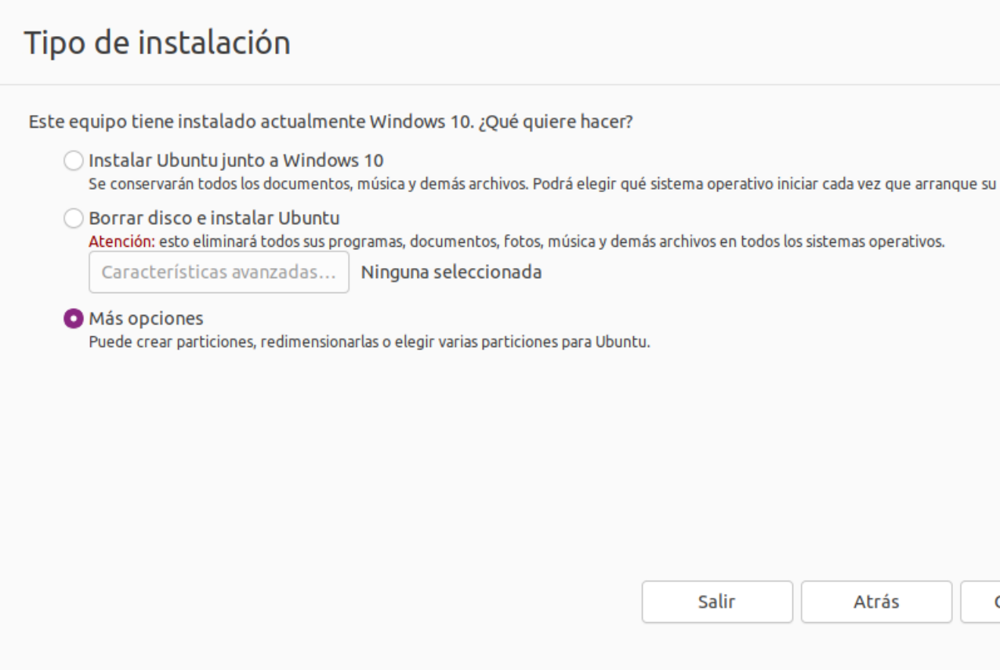 Tipo de instalación
Este equipo tiene instalado actualmente Windows 10. ¿Qué quiere hacer?
Instalar Ubuntu junto a Windows 10
Se conservarán todos los documentos, música y demás archivos. Podrá elegir qué sistema operativo iniciar cada vez que arranque su
Borrar disco e instalar Ubuntu
Atención: esto eliminará todos sus programas, documentos, fotos, música y demás archivos en todos los sistemas operativos.
Características avanzadas... Ninguna seleccionada
Más opciones
Puede crear particiones, redimensionarlas o elegir varias particiones para Ubuntu.
Salir Atrás